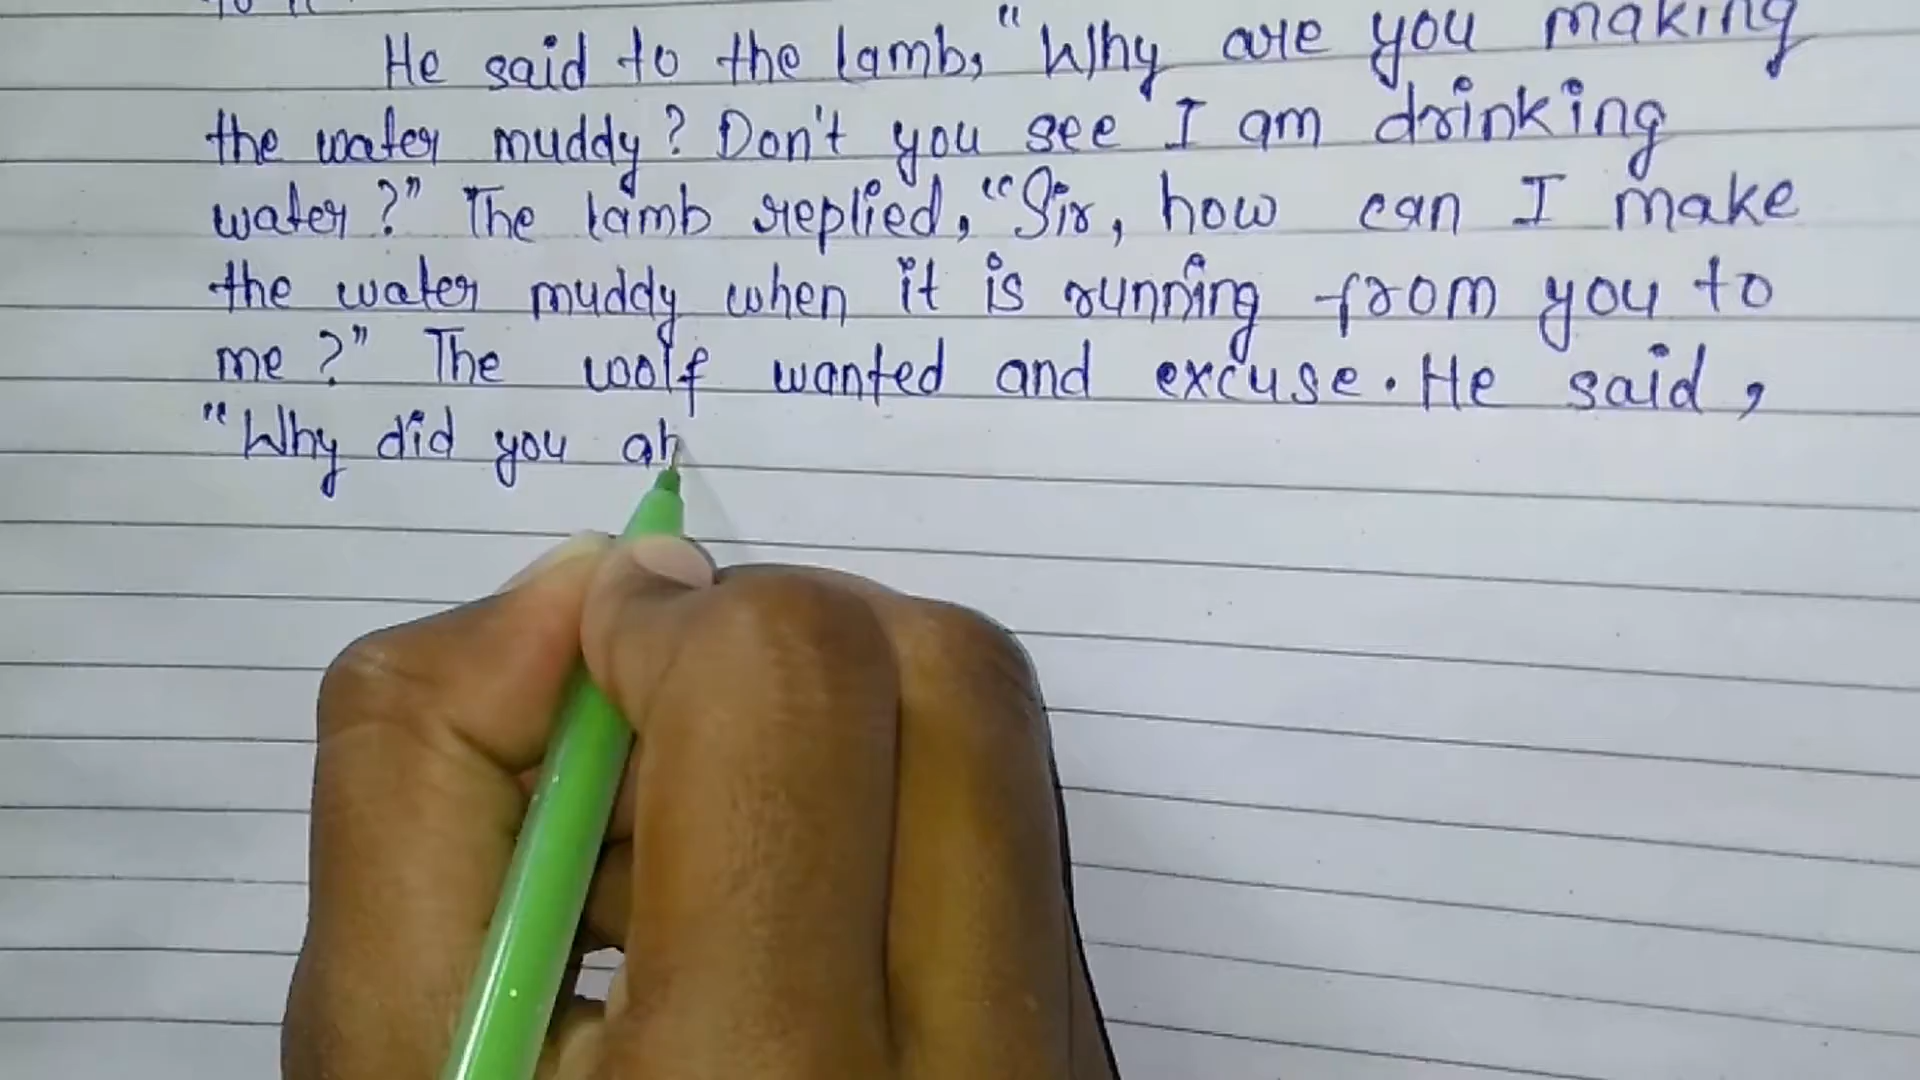 He said to the lamb, "Why are you making
the water muddy? Don't you see I am drinking
water?" The lamb replied, "Sir, how can I make
the water muddy when it is running from you to
me?" The woolf wanted and excuse. He said,
"Why did you